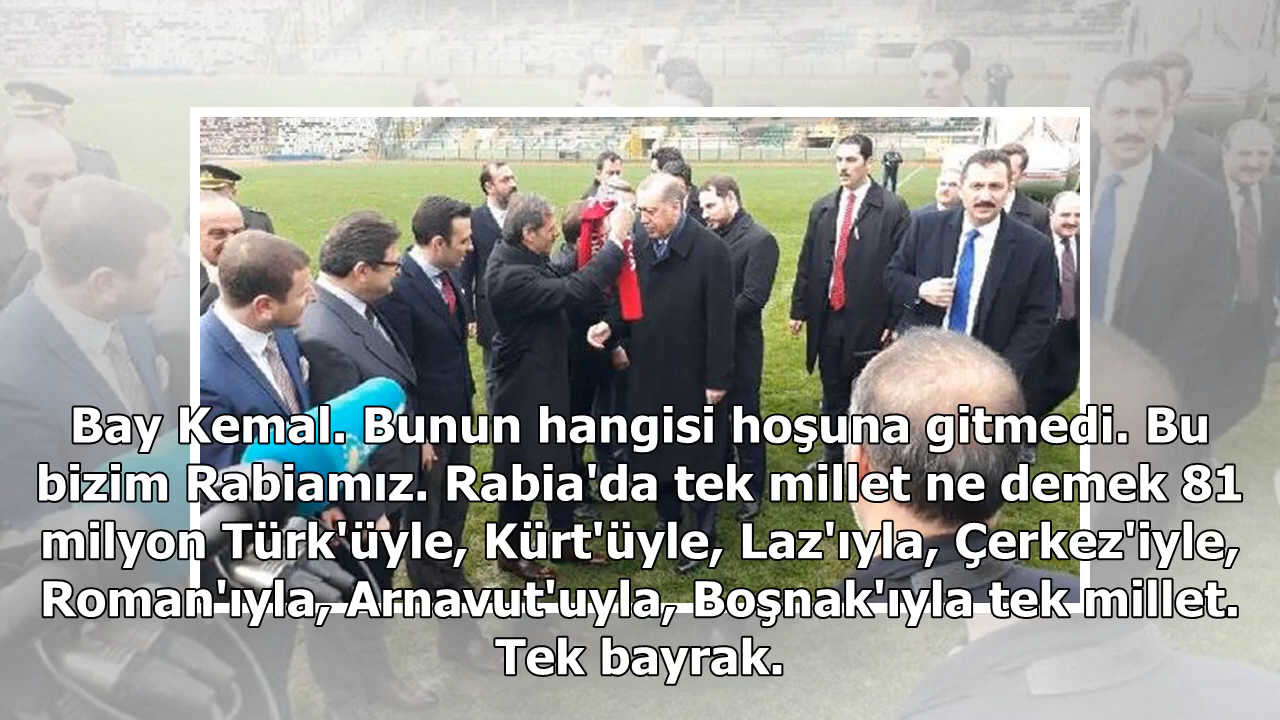 Bay Kemal. Bunun hangisi hoşuna gitmedi. Bu
bizim Rabiamız. Rabia'da tek millet ne demek 81
milyon Türk'üyle, Kürt'üyle, Laz'ıyla, Çerkez'iyle,
Roman'ıyla, Arnavut'uyla, Boşnak'ıyla tek millet.
Tek bayrak.